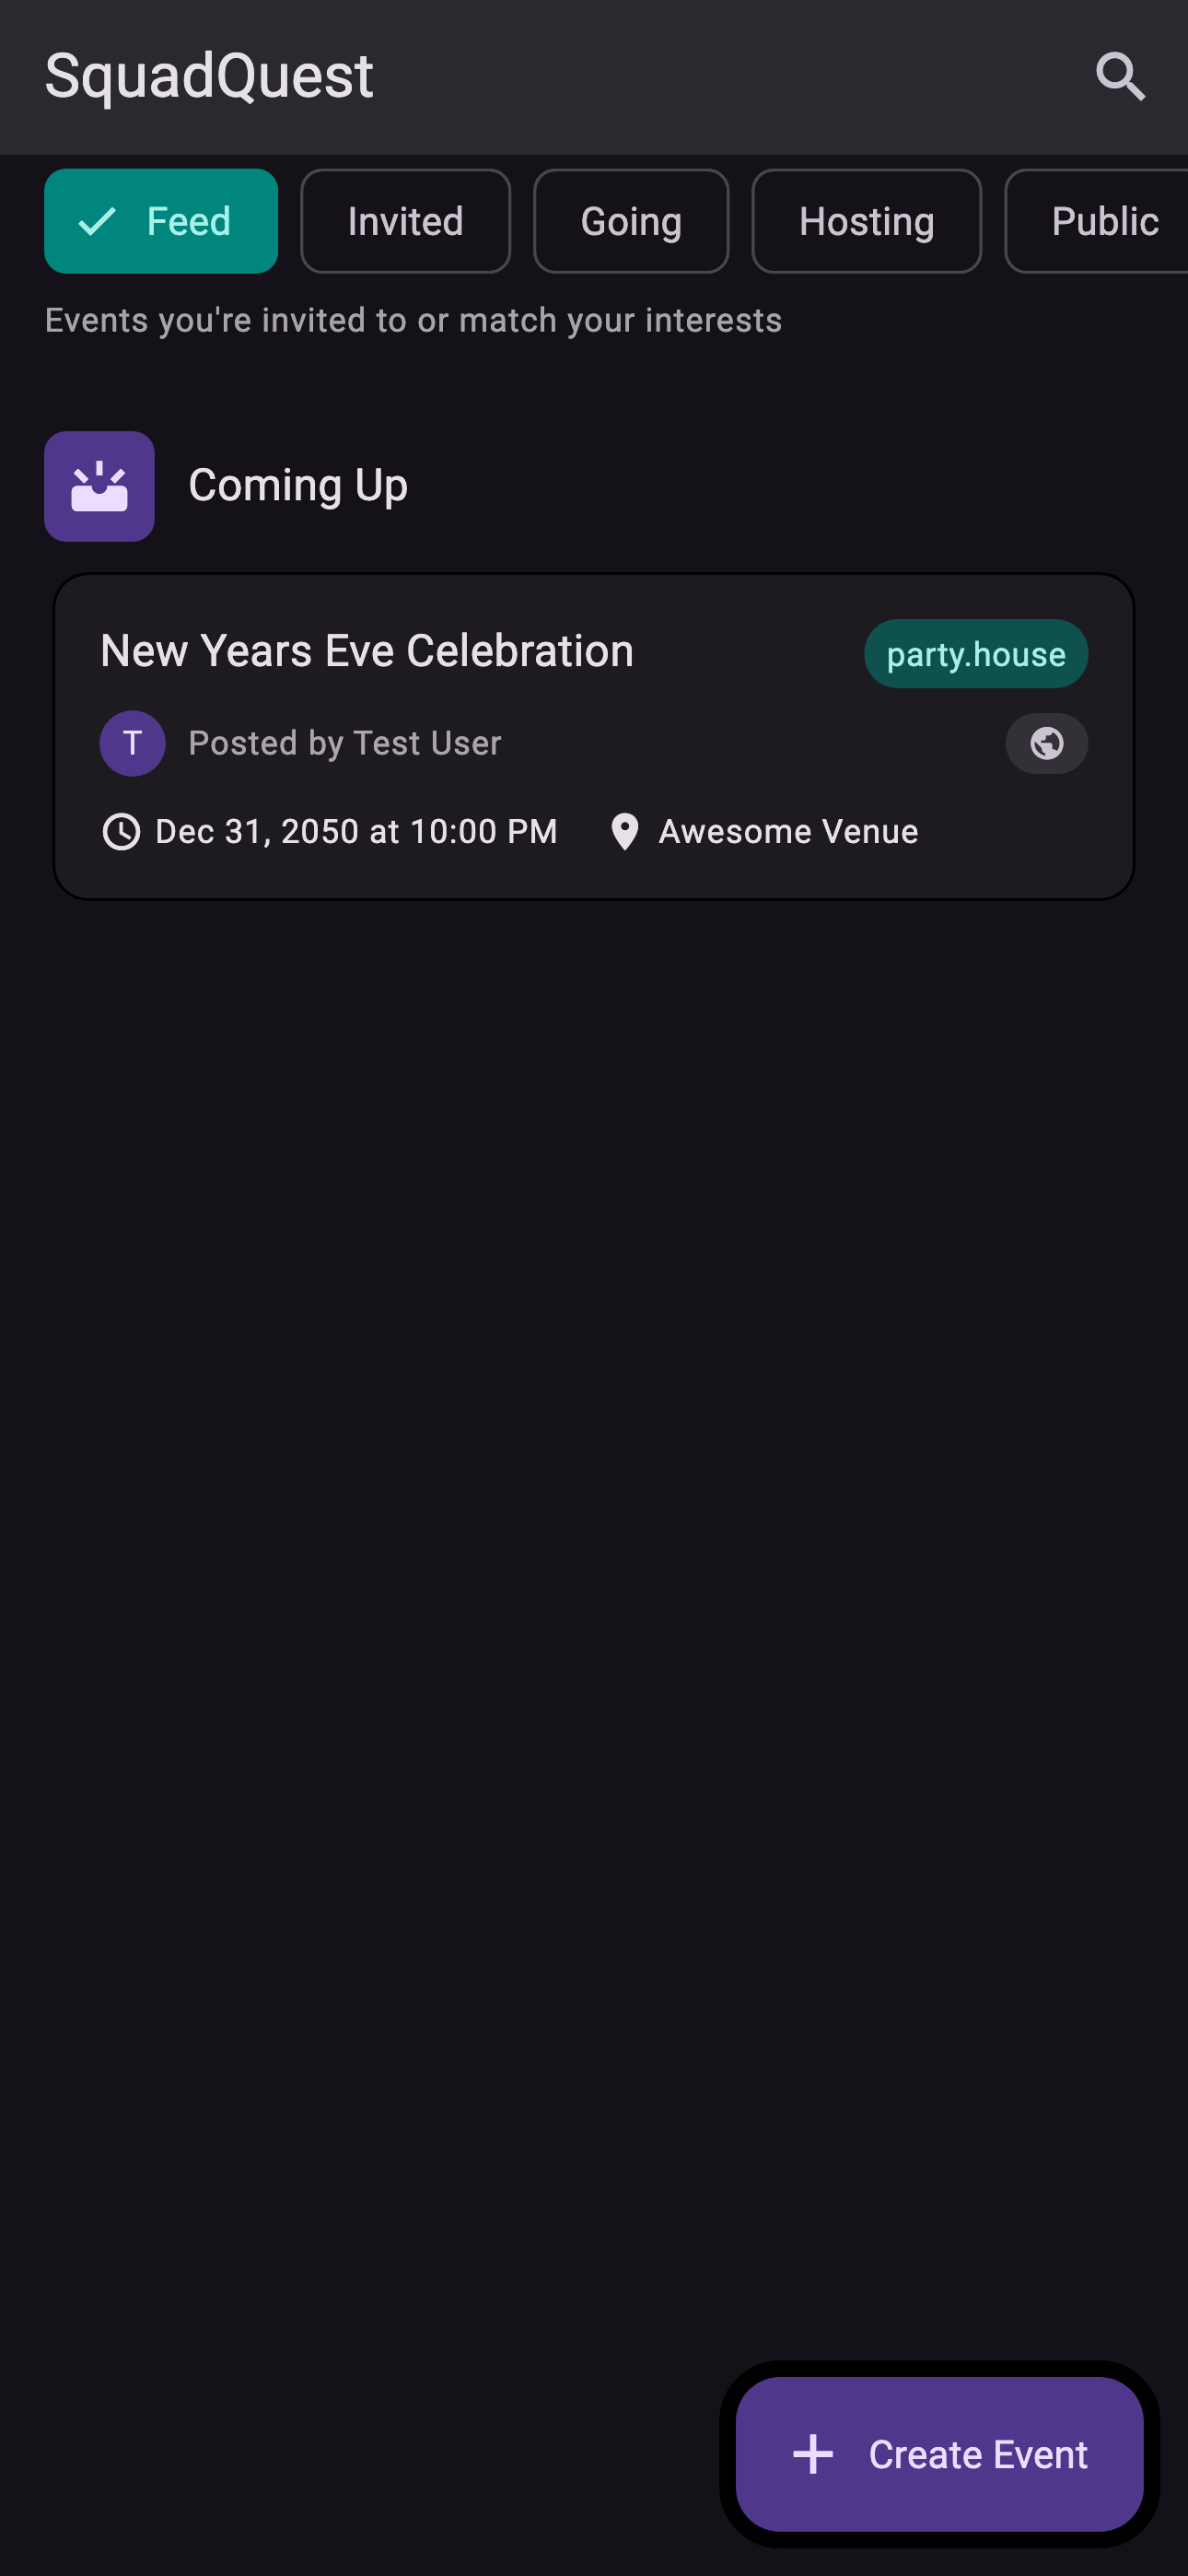 SquadQuest
Feed
Invited
Going
Hosting
Public
Events you're invited to or match your interests
Coming Up
New Years Eve Celebration
party.house
T
Posted by Test User
Dec 31, 2050 at 10:00 PM
Awesome Venue
Create Event